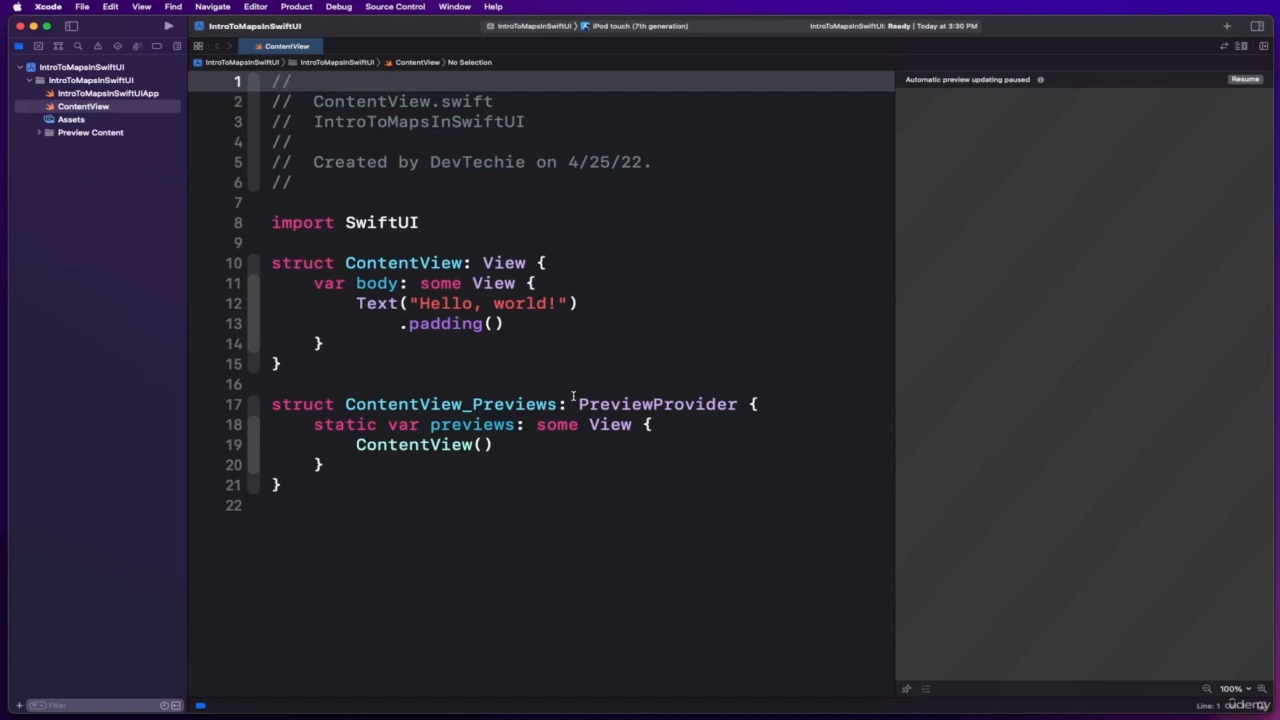 Xcode File Edit View Find Navigate Editor Product Debug Source Control Window Help
IntroToMapsInSwiftUI
IntroToMapsInSwiftUI iPod touch (7th generation)
IntroToMapsInSwiftUI: Ready | Today at 3:30 PM
ContentView
IntroToMapsInSwiftUI IntroToMapsInSwiftUI ContentView No Selection
IntroToMapsInSwiftUI
IntroToMapsInSwiftUI
IntroToMapsInSwiftUIApp
ContentView
Assets
Preview Content
Automatic preview updating paused
Resume
1 //
2 // ContentView.swift
3 // IntroToMapsInSwiftUI
4 //
5 // Created by DevTechie on 4/25/22.
6 //
7
8 import SwiftUI
9
10 struct ContentView: View {
11 var body: some View {
12 Text("Hello, world!")
13 .padding()
14 }
15 }
16
17 struct ContentView_Previews: PreviewProvider {
18 static var previews: some View {
19 ContentView()
20 }
21 }
22
Filter
100%
Line: 1
ûdemy